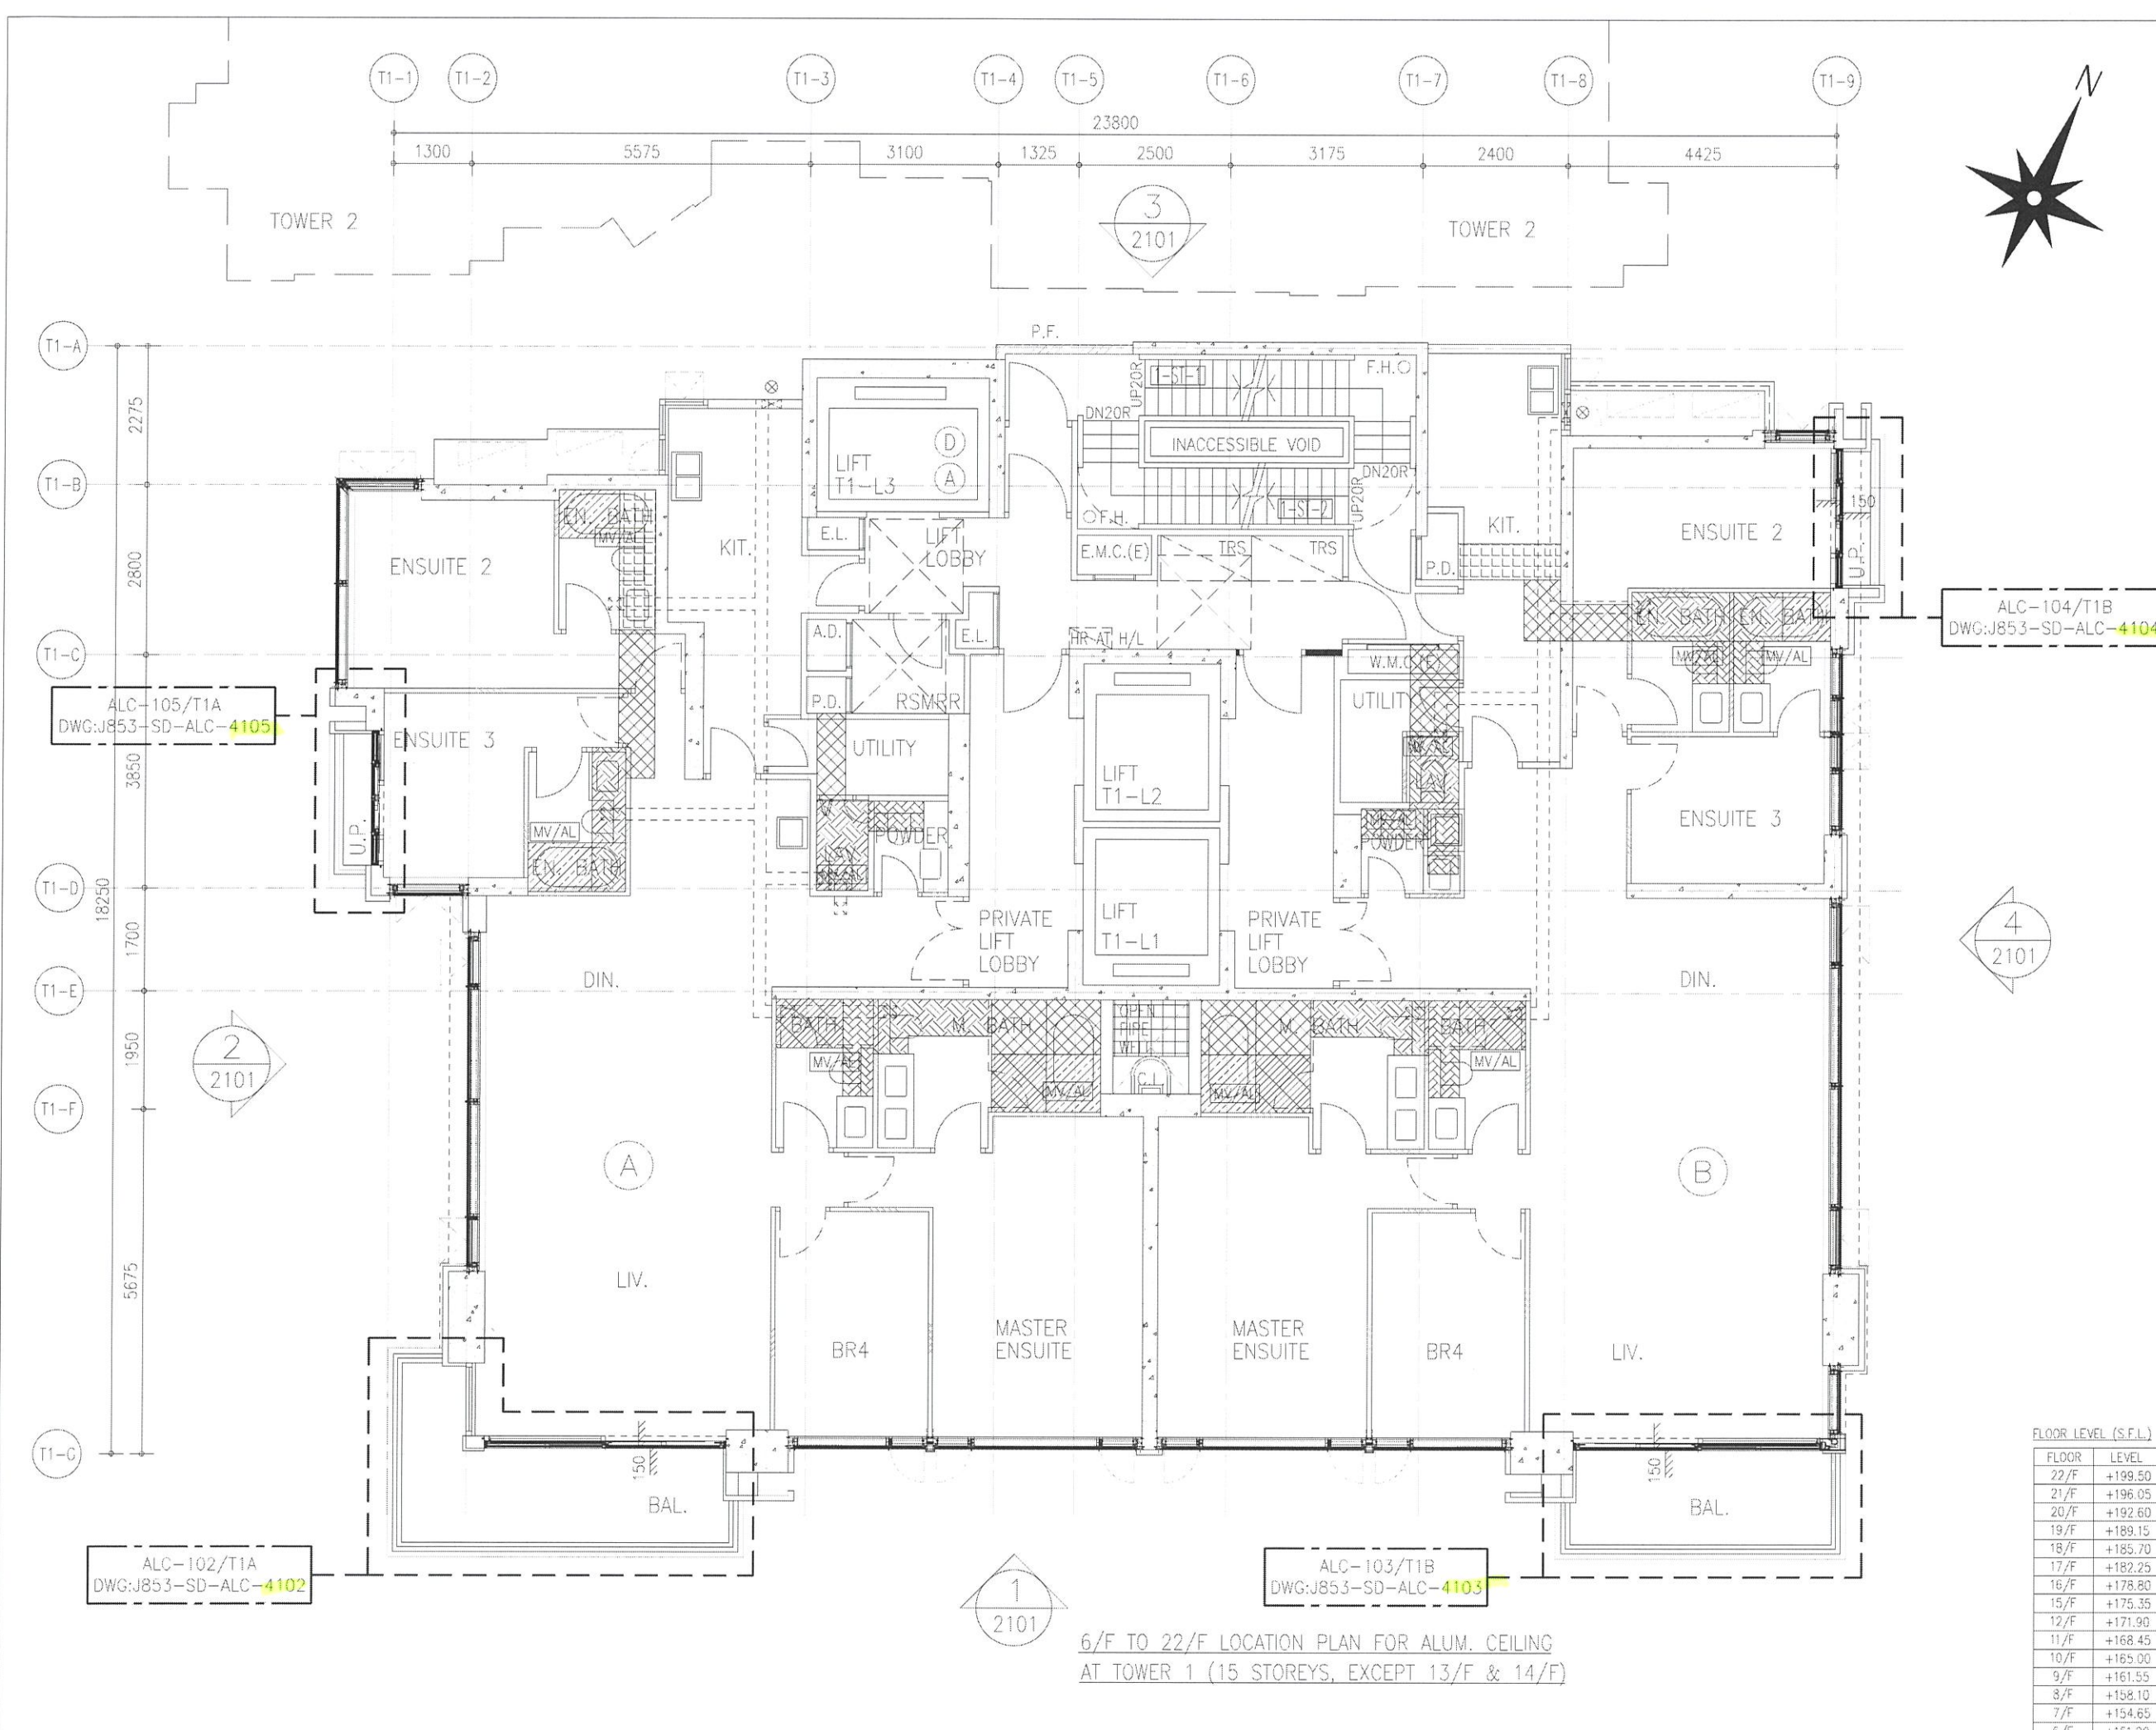 T1-1
T1-2
T1-3
T1-4
T1-5
T1-6
T1-7
T1-8
T1-9
N
23800
1300
5575
3100
1325
2500
3175
2400
4425
TOWER 2
3
2101
TOWER 2
T1-A
T1-B
T1-C
T1-D
T1-E
T1-F
T1-G
2275
2800
3850
1700
1950
5675
18250
P.F.
1-ST-1
UP20R
F.H.
DN20R
INACCESSIBLE VOID
DN20R
UP20R
F.H.
1-ST-2
D
A
LIFT
T1-L3
E.L.
LIFT
LOBBY
E.M.C.(E)
TRS
TRS
P.D.
KIT.
KIT.
EN. BATH
MV/AL
ENSUITE 2
ENSUITE 2
150
U.P.
ALC-104/T1B
DWG:J853-SD-ALC-4104
EN. BATH
EN. BATH
MV/AL
MV/AL
A.D.
E.L.
HR AT H/L
P.D.
RSMRR
W.M.C.(E)
UTILITY
UTILITY
ALC-105/T1A
DWG:J853-SD-ALC-4105
ENSUITE 3
U.P.
MV/AL
EN. BATH
LIFT
T1-L2
LAV.
POWDER
LAV.
POWDER
ENSUITE 3
LIFT
T1-L1
PRIVATE
LIFT
LOBBY
PRIVATE
LIFT
LOBBY
DIN.
DIN.
4
2101
2
2101
BATH
M. BATH
OPEN
PIPE
WELL
C.L.
M. BATH
BATH
MV/AL
MV/AL
MV/AL
MV/AL
A
B
LIV.
BR4
MASTER
ENSUITE
MASTER
ENSUITE
BR4
LIV.
150
BAL.
150
BAL.
ALC-102/T1A
DWG:J853-SD-ALC-4102
ALC-103/T1B
DWG:J853-SD-ALC-4103
1
2101
6/F TO 22/F LOCATION PLAN FOR ALUM. CEILING
AT TOWER 1 (15 STOREYS, EXCEPT 13/F & 14/F)
FLOOR LEVEL (S.F.L.)
FLOOR LEVEL
22/F +199.50
21/F +196.05
20/F +192.60
19/F +189.15
18/F +185.70
17/F +182.25
16/F +178.80
15/F +175.35
12/F +171.90
11/F +168.45
10/F +165.00
9/F +161.55
8/F +158.10
7/F +154.65